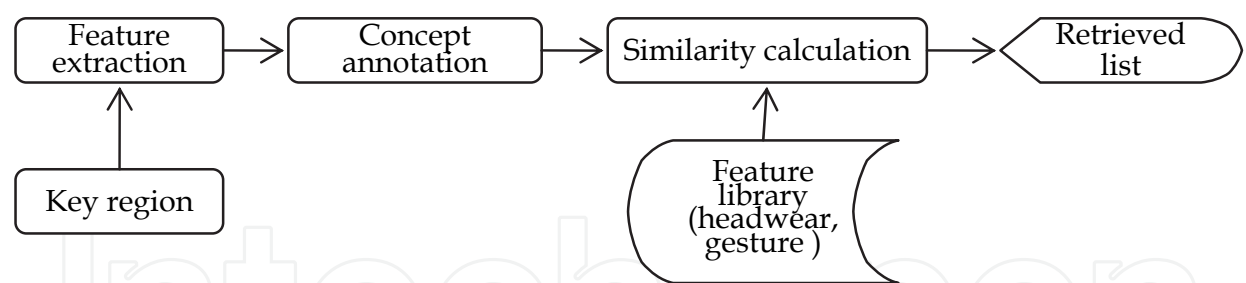 Feature
extraction
Concept
annotation
Similarity calculation
Retrieved
list
Key region
Feature
library
(headwear,
gesture )